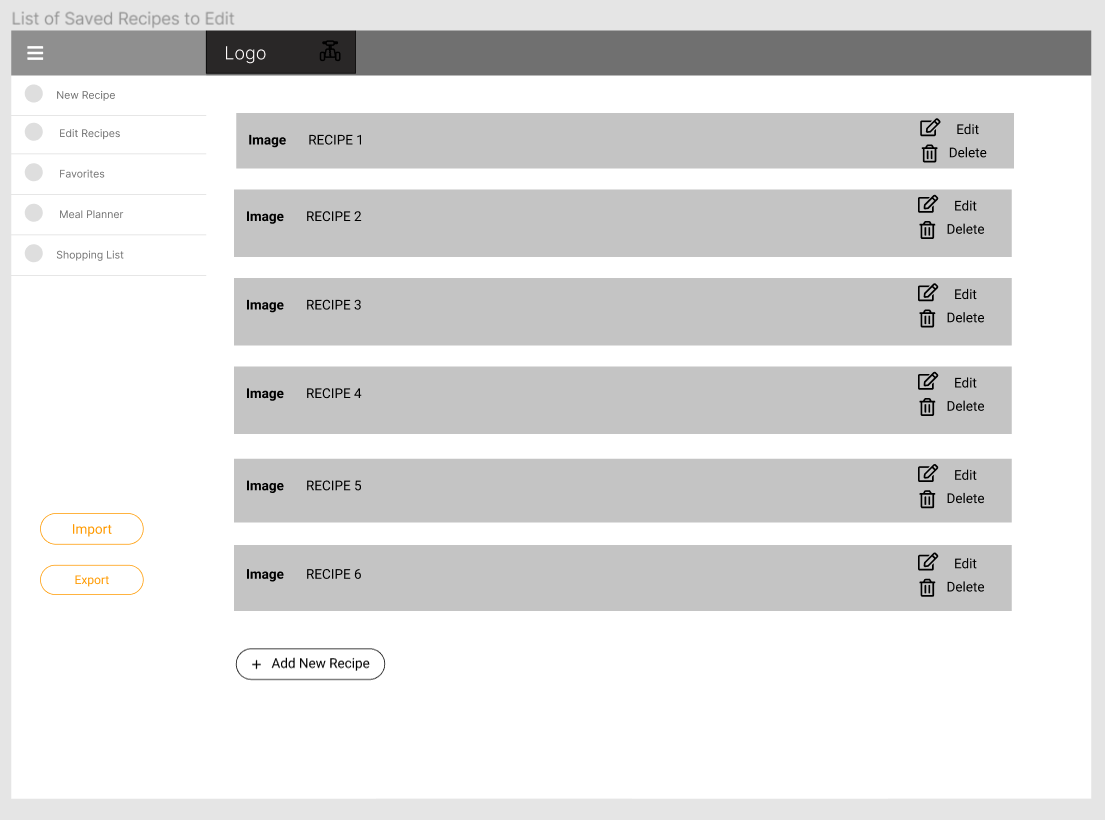 List of Saved Recipes to Edit
Logo
New Recipe
Edit Recipes
Favorites
Meal Planner
Shopping List
Import
Export
Image RECIPE 1 Edit
Delete
Image RECIPE 2 Edit
Delete
Image RECIPE 3 Edit
Delete
Image RECIPE 4 Edit
Delete
Image RECIPE 5 Edit
Delete
Image RECIPE 6 Edit
Delete
+ Add New Recipe